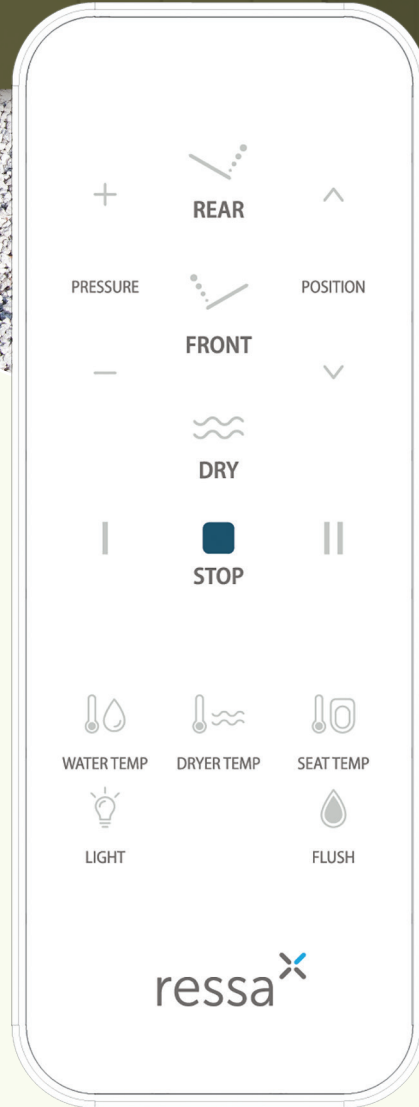 REAR
PRESSURE
POSITION
FRONT
DRY
STOP
WATER TEMP DRYER TEMP SEAT TEMP
LIGHT
FLUSH
ressa